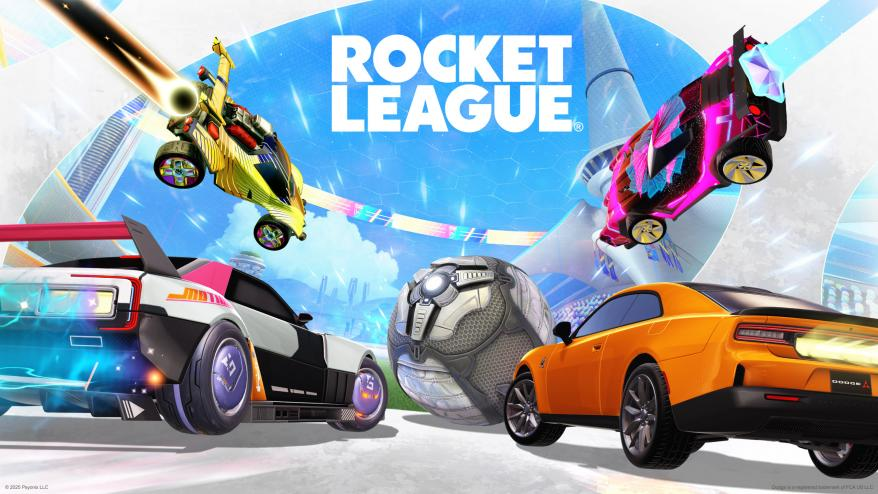 ROCKET
LEAGUE®
DODGE
© 2025 Psyonix LLC
Dodge is a registered trademark of FCA US LLC.